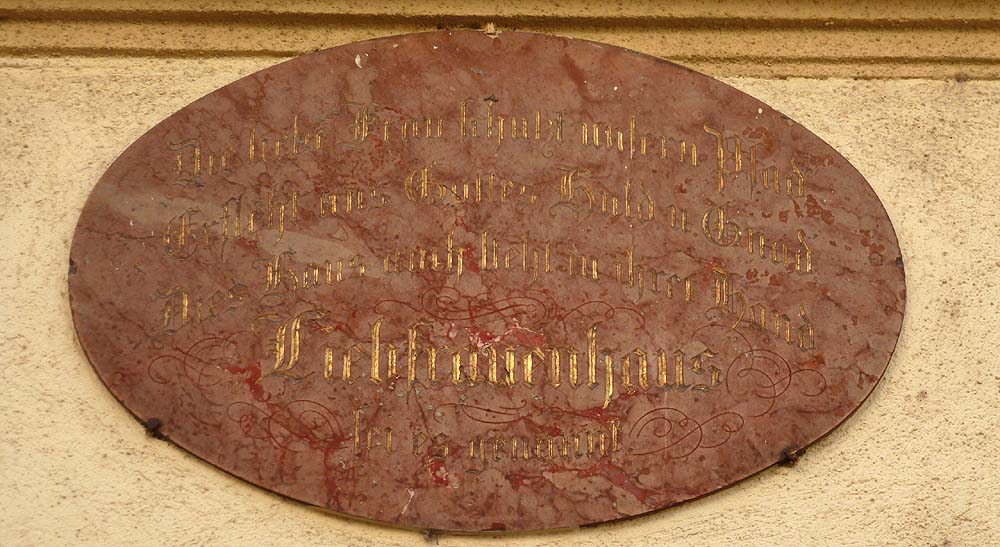 Die liebe Frau schütz unsern Pfad
Erfleht uns Gottes Huld u Gnad
Dies Haus auch steht in ihrer Hand
Liebfrauenhaus
sei es genannt